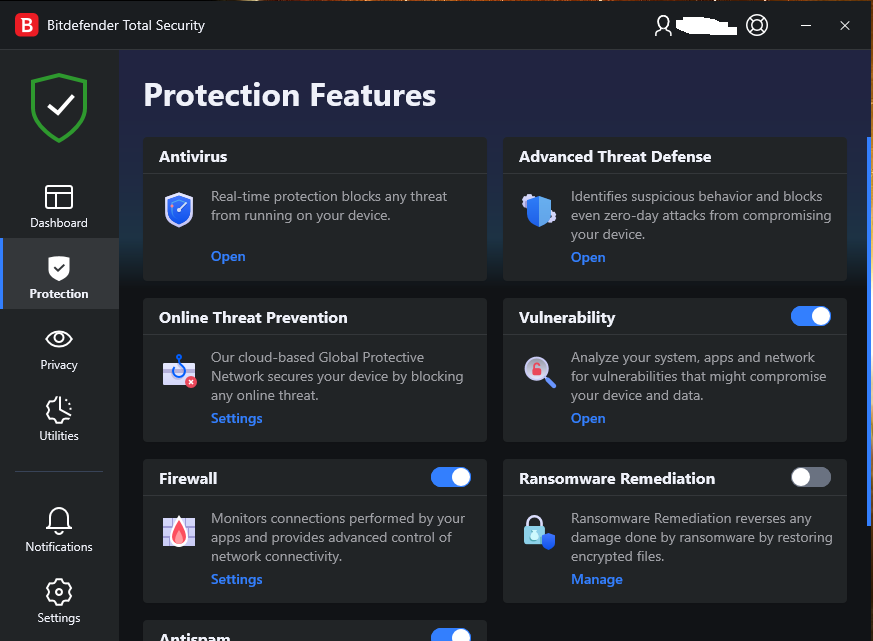 Bitdefender Total Security
Protection Features
Dashboard
Protection
Privacy
Utilities
Notifications
Settings
Antivirus
Real-time protection blocks any threat
from running on your device.
Open
Advanced Threat Defense
Identifies suspicious behavior and blocks
even zero-day attacks from compromising
your device.
Open
Online Threat Prevention
Our cloud-based Global Protective
Network secures your device by blocking
any online threat.
Settings
Vulnerability
Analyze your system, apps and network
for vulnerabilities that might compromise
your device and data.
Open
Firewall
Monitors connections performed by your
apps and provides advanced control of
network connectivity.
Settings
Ransomware Remediation
Ransomware Remediation reverses any
damage done by ransomware by restoring
encrypted files.
Manage
Antispam